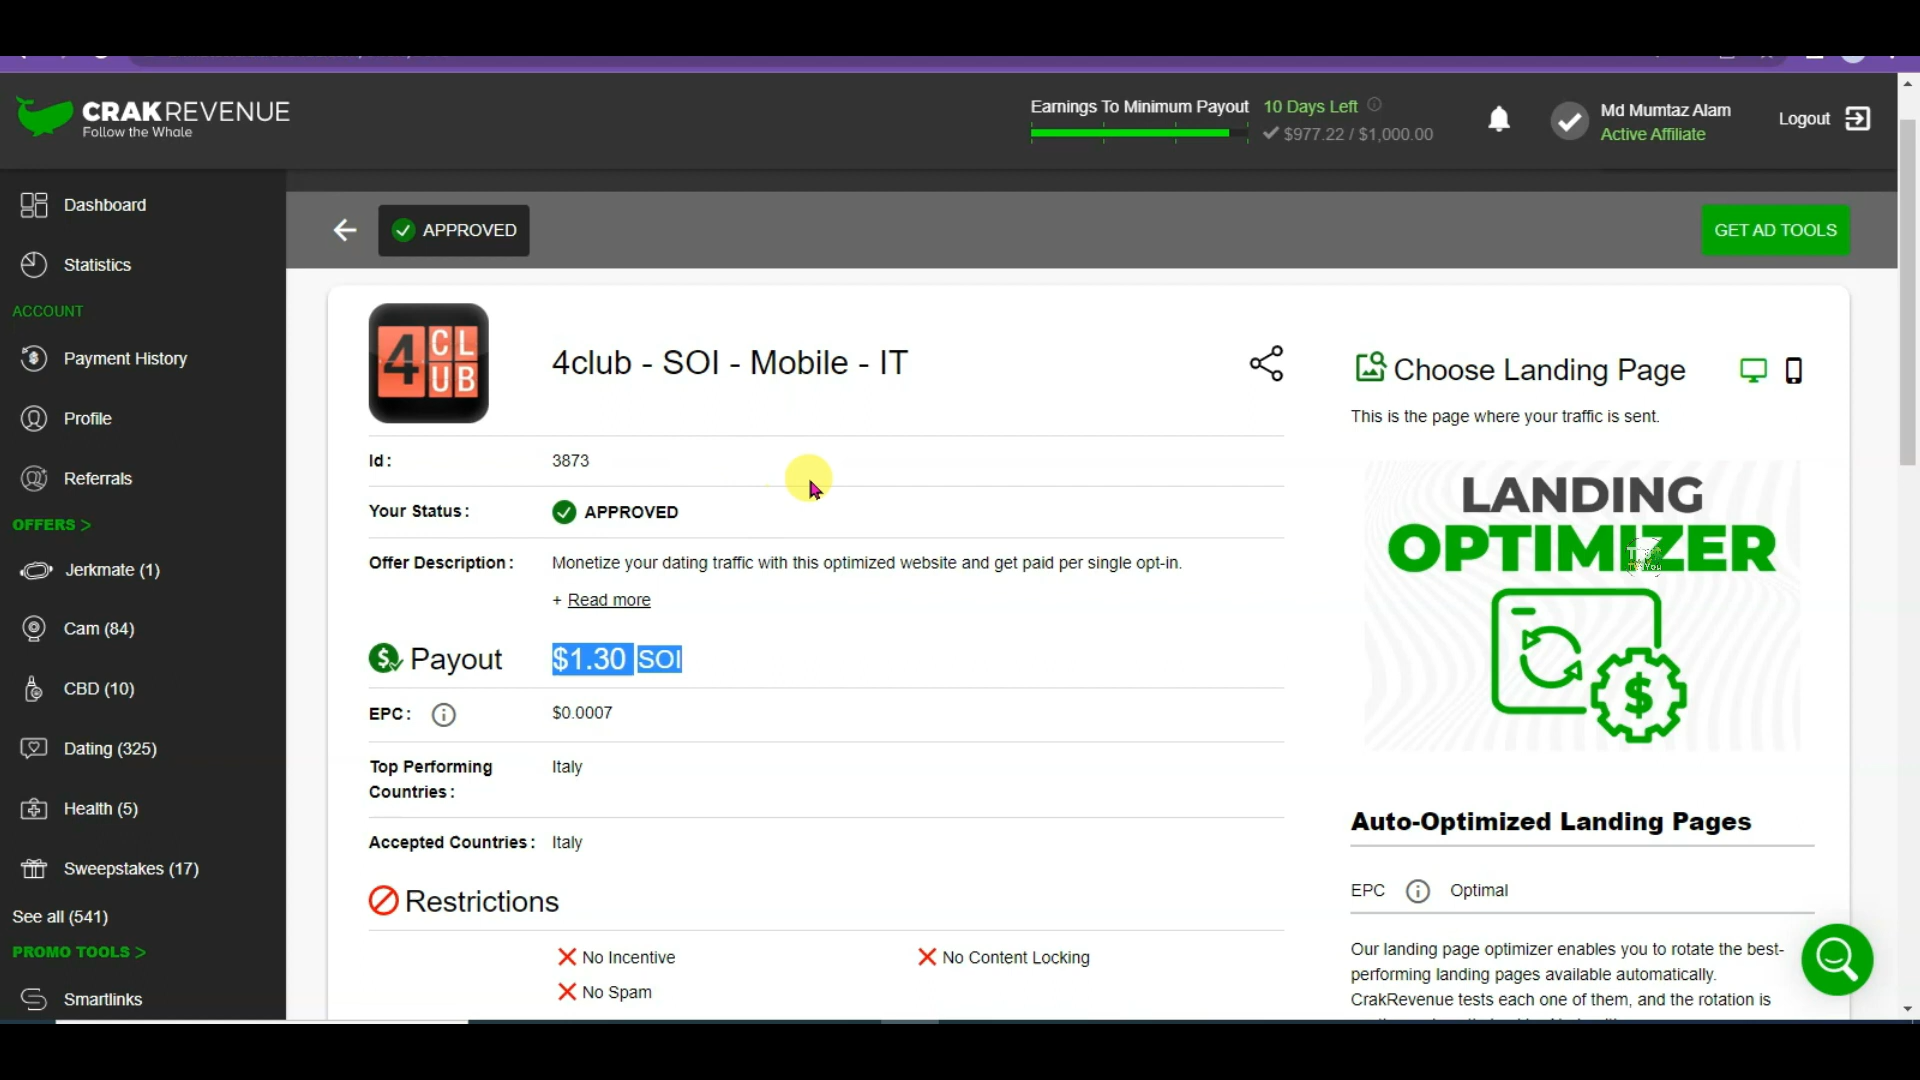 CRAKREVENUE
Follow the Whale
Earnings To Minimum Payout 10 Days Left
$977.22 / $1,000.00
Md Mumtaz Alam
Active Affiliate
Logout
Dashboard
Statistics
ACCOUNT
Payment History
Profile
Referrals
OFFERS >
Jerkmate (1)
Cam (84)
CBD (10)
Dating (325)
Health (5)
Sweepstakes (17)
See all (541)
PROMO TOOLS >
Smartlinks
APPROVED
GET AD TOOLS
4CLUB
4club - SOI - Mobile - IT
Id: 3873
Your Status: APPROVED
Offer Description: Monetize your dating traffic with this optimized website and get paid per single opt-in.
+ Read more
Payout $1.30 SOI
EPC: $0.0007
Top Performing Countries: Italy
Accepted Countries: Italy
Restrictions
No Incentive
No Content Locking
No Spam
Choose Landing Page
This is the page where your traffic is sent.
LANDING
OPTIMIZER
Auto-Optimized Landing Pages
EPC Optimal
Our landing page optimizer enables you to rotate the best-
performing landing pages available automatically.
CrakRevenue tests each one of them, and the rotation is